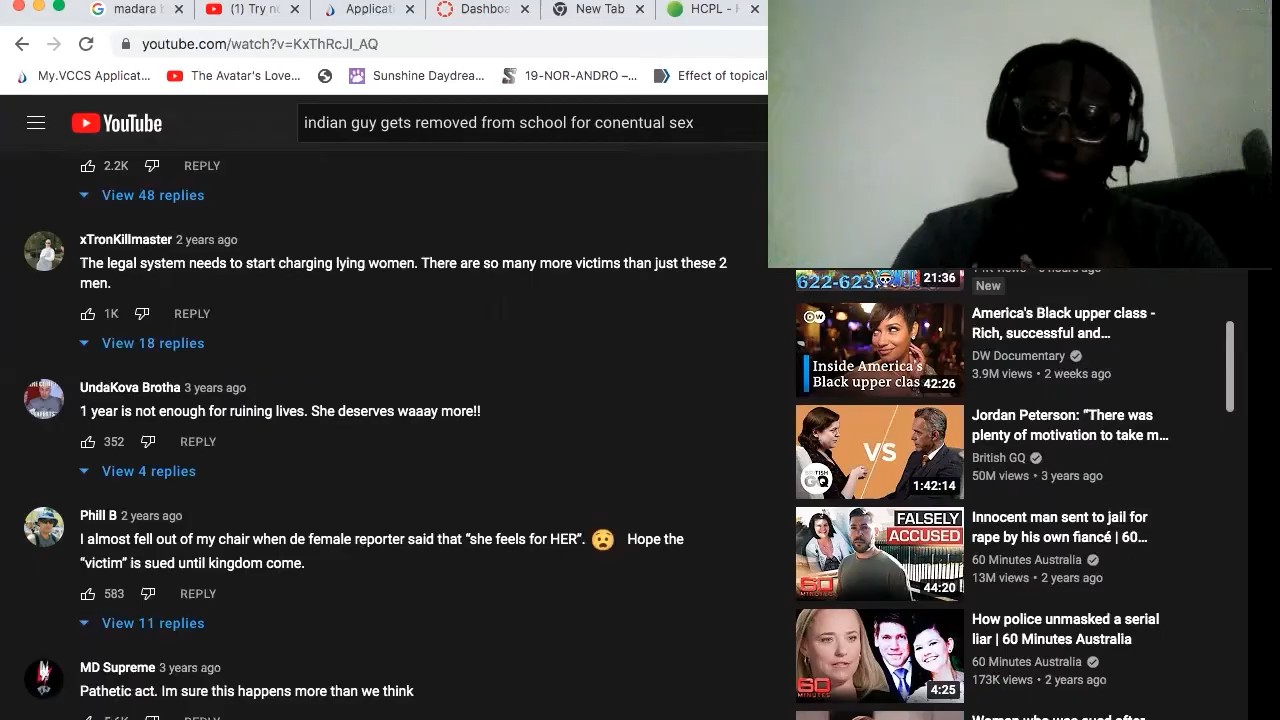 madara
(1) Try n
Applicati
Dashboa
New Tab
HCPL -
youtube.com/watch?v=KxThRcJl_AQ
My.VCCS Applicat...
The Avatar's Love...
Sunshine Daydrea...
19-NOR-ANDRO –...
Effect of topical
YouTube
indian guy gets removed from school for conentual sex
2.2K
REPLY
View 48 replies
xTronKillmaster 2 years ago
The legal system needs to start charging lying women. There are so many more victims than just these 2
men.
1K
REPLY
View 18 replies
UndaKova Brotha 3 years ago
1 year is not enough for ruining lives. She deserves waaay more!!
352
REPLY
View 4 replies
Phill B 2 years ago
I almost fell out of my chair when de female reporter said that “she feels for HER”. 😧 Hope the
“victim” is sued until kingdom come.
583
REPLY
View 11 replies
MD Supreme 3 years ago
Pathetic act. Im sure this happens more than we think
622-623
21:36
New
DW
Inside America's
Black upper clas
42:26
America's Black upper class -
Rich, successful and...
DW Documentary
3.9M views • 2 weeks ago
VS
BRITISH
GQ
1:42:14
Jordan Peterson: “There was
plenty of motivation to take m...
British GQ
50M views • 3 years ago
FALSELY
ACCUSED
60
MINUTES
44:20
Innocent man sent to jail for
rape by his own fiancé | 60...
60 Minutes Australia
13M views • 2 years ago
60
MINUTES
4:25
How police unmasked a serial
liar | 60 Minutes Australia
60 Minutes Australia
173K views • 2 years ago